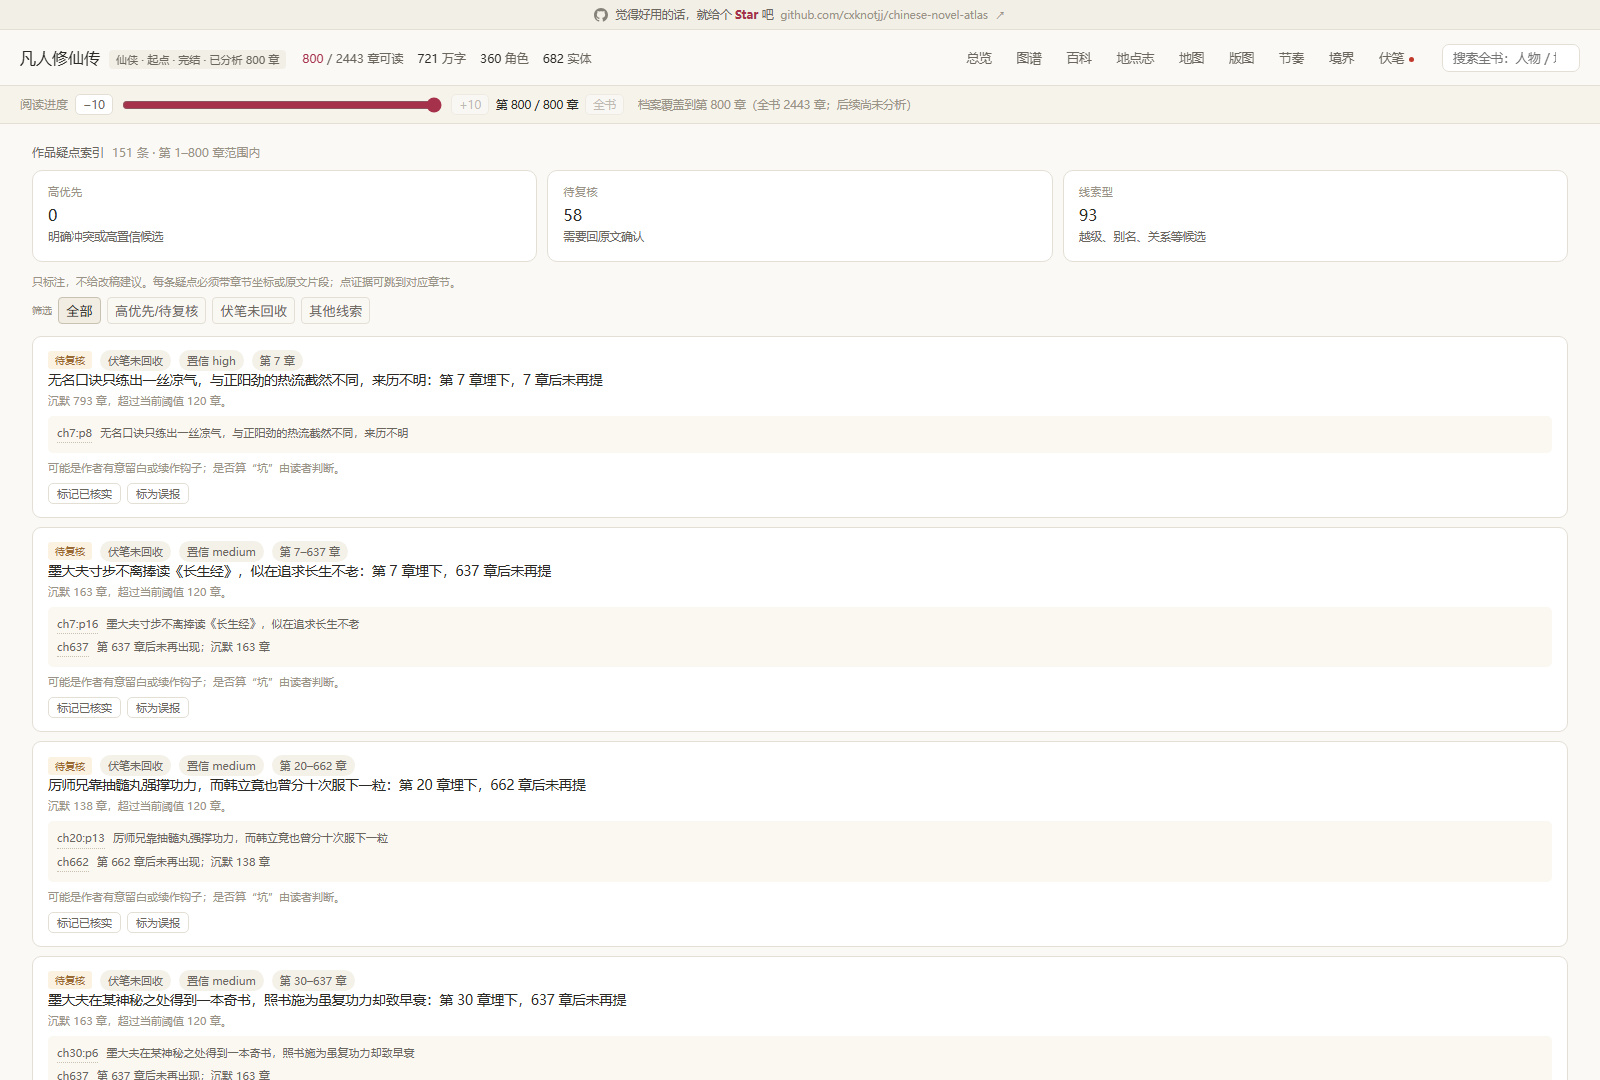 觉得好用的话，就给个 Star 吧 github.com/cxknotjj/chinese-novel-atlas ↗
凡人修仙传 仙侠 · 起点 · 完结 · 已分析 800 章 800 / 2443 章可读 721 万字 360 角色 682 实体 总览 图谱 百科 地点志 地图 版图 节奏 境界 伏笔 搜索全书：人物 /
阅读进度 −10 +10 第 800 / 800 章 全书 档案覆盖到第 800 章（全书 2443 章；后续尚未分析）
作品疑点索引 151 条 · 第 1–800 章范围内
高优先
0
明确冲突或高置信候选
待复核
58
需要回原文确认
线索型
93
越级、别名、关系等候选
只标注，不给改稿建议。每条疑点必须带章节坐标或原文片段；点证据可跳到对应章节。
筛选 全部 高优先/待复核 伏笔未回收 其他线索
待复核 伏笔未回收 置信 high 第 7 章
无名口诀只练出一丝凉气，与正阳劲的热流截然不同，来历不明：第 7 章埋下，7 章后未再提
沉默 793 章，超过当前阈值 120 章。
ch7:p8 无名口诀只练出一丝凉气，与正阳劲的热流截然不同，来历不明
可能是作者有意留白或续作钩子；是否算“坑”由读者判断。
标记已核实 标为误报
待复核 伏笔未回收 置信 medium 第 7–637 章
墨大夫寸步不离捧读《长生经》，似在追求长生不老：第 7 章埋下，637 章后未再提
沉默 163 章，超过当前阈值 120 章。
ch7:p16 墨大夫寸步不离捧读《长生经》，似在追求长生不老
ch637 第 637 章后未再出现；沉默 163 章
可能是作者有意留白或续作钩子；是否算“坑”由读者判断。
标记已核实 标为误报
待复核 伏笔未回收 置信 medium 第 20–662 章
厉师兄靠抽髓丸强撑功力，而韩立竟也曾分十次服下一粒：第 20 章埋下，662 章后未再提
沉默 138 章，超过当前阈值 120 章。
ch20:p13 厉师兄靠抽髓丸强撑功力，而韩立竟也曾分十次服下一粒
ch662 第 662 章后未再出现；沉默 138 章
可能是作者有意留白或续作钩子；是否算“坑”由读者判断。
标记已核实 标为误报
待复核 伏笔未回收 置信 medium 第 30–637 章
墨大夫在某神秘之处得到一本奇书，照书施为虽复功力却致早衰：第 30 章埋下，637 章后未再提
沉默 163 章，超过当前阈值 120 章。
ch30:p6 墨大夫在某神秘之处得到一本奇书，照书施为虽复功力却致早衰
ch637 第 637 章后未再出现；沉默 163 章